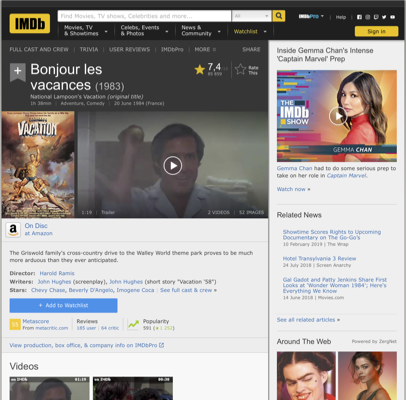 IMDb
Find Movies, TV shows, Celebrities and more...
All
IMDbPro
Help
Movies, TV & Showtimes
Celebs, Events & Photos
News & Community
Watchlist
Sign in
FULL CAST AND CREW | TRIVIA | USER REVIEWS | IMDbPro | MORE
SHARE
Bonjour les vacances (1983)
National Lampoon's Vacation (original title)
1h 38min | Adventure, Comedy | 20 June 1984 (France)
7,4
Rate This
VACATION
1:19 | Trailer
2 VIDEOS | 52 IMAGES
On Disc
at Amazon
The Griswold family's cross-country drive to the Walley World theme park proves to be much
more arduous than they ever anticipated.
Director: Harold Ramis
Writers: John Hughes (screenplay), John Hughes (short story "Vacation '58")
Stars: Chevy Chase, Beverly D'Angelo, Imogene Coca | See full cast & crew »
+ Add to Watchlist
Metascore
From metacritic.com
Reviews
185 user | 64 critic
Popularity
591
View production, box office, & company info on IMDbPro
Videos
01:19
00:00
Inside Gemma Chan's Intense
'Captain Marvel' Prep
THE
IMDb
SHOW
GEMMA CHAN
Gemma Chan had to do some serious prep
to take on her role in Captain Marvel.
Watch now »
Related News
Showtime Scores Rights to Upcoming
Documentary on The Go-Go's
10 February 2019 | The Wrap
Hotel Transylvania 3 Review
24 July 2018 | Screen Anarchy
Gal Gadot and Patty Jenkins Share First
Looks at 'Wonder Woman 1984'; Here's
Everything We Know
14 June 2018 | Movies.com
See all related articles »
Around The Web
Powered by ZergNet